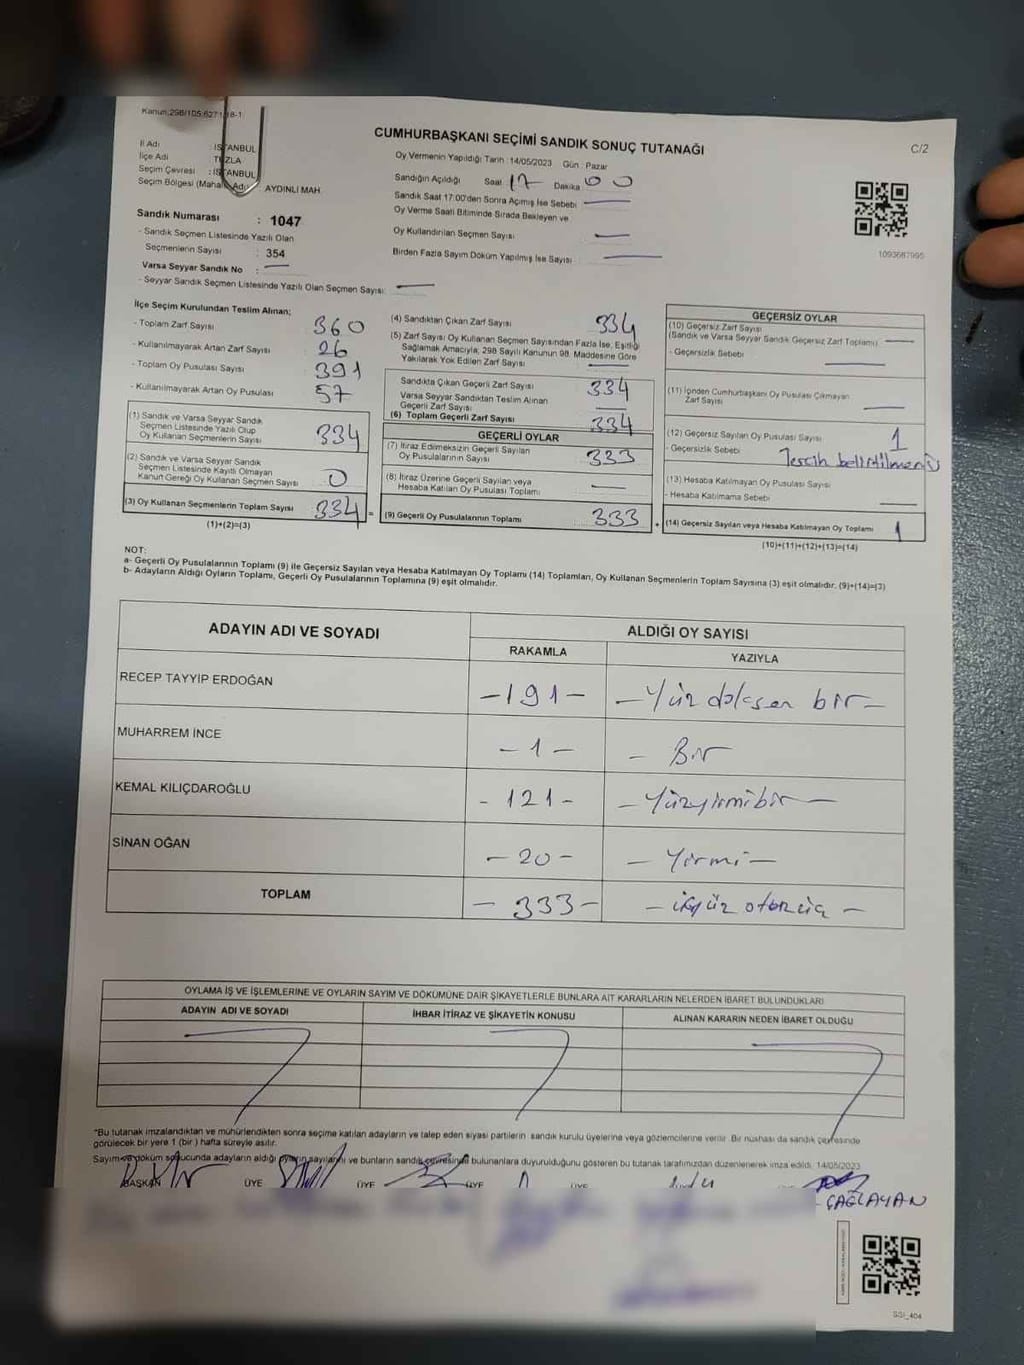 Kanun:298/105;6271/18-1
CUMHURBAŞKANI SEÇİMİ SANDIK SONUÇ TUTANAĞI
C/2
İl Adı : İSTANBUL
İlçe Adı TUZLA
Seçim Çevresi : İSTANBUL
Seçim Bölgesi (Mahalle Adı AYDINLI MAH.
Oy Vermenin Yapıldığı Tarih : 14/05/2023 Gün : Pazar
Sandığın Açıldığı Saat 17 Dakika 00
Sandık Saat 17:00'den Sonra Açımış İse Sebebi —
Oy Verme Saati Bitiminde Sırada Bekleyen ve
Oy Kullandırılan Seçmen Sayısı —
Birden Fazla Sayım Döküm Yapılmış İse Sayısı —
1093687995
Sandık Numarası : 1047
- Sandık Seçmen Listesinde Yazılı Olan
Seçmenlerin Sayısı : 354
Varsa Seyyar Sandık No : —
- Seyyar Sandık Seçmen Listesinde Yazılı Olan Seçmen Sayısı: —
İlçe Seçim Kurulundan Teslim Alınan;
- Toplam Zarf Sayısı 360
- Kullanılmayarak Artan Zarf Sayısı 26
- Toplam Oy Pusulası Sayısı 391
- Kullanılmayarak Artan Oy Pusulası 57
(1) Sandık ve Varsa Seyyar Sandık
Seçmen Listesinde Yazılı Olup
Oy Kullanan Seçmenlerin Sayısı 334
(2) Sandık ve Varsa Seyyar Sandık
Seçmen Listesinde Kayıtlı Olmayan
Kanun Gereği Oy Kullanan Seçmen Sayısı 0
(3) Oy Kullanan Seçmenlerin Toplam Sayısı 334 =
(1)+(2)=(3)
(4) Sandıktan Çıkan Zarf Sayısı 334
(5) Zarf Sayısı Oy Kullanan Seçmen Sayısından Fazla İse, Eşitliği
Sağlamak Amacıyla; 298 Sayılı Kanunun 98. Maddesine Göre
Yakılarak Yok Edilen Zarf Sayısı —
Sandıkta Çıkan Geçerli Zarf Sayısı 334
Varsa Seyyar Sandıktan Teslim Alınan
Geçerli Zarf Sayısı —
(6) Toplam Geçerli Zarf Sayısı 334
GEÇERLİ OYLAR
(7) İtiraz Edilmeksizin Geçerli Sayılan
Oy Pusulalarının Sayısı 333
(8) İtiraz Üzerine Geçerli Sayılan veya
Hesaba Katılan Oy Pusulası Toplamı —
(9) Geçerli Oy Pusulalarının Toplamı 333 +
GEÇERSİZ OYLAR
(10) Geçersiz Zarf Sayısı
(Sandık ve Varsa Seyyar Sandık Geçersiz Zarf Toplamı) —
- Geçersizlik Sebebi —
(11) İçinden Cumhurbaşkanı Oy Pusulası Çıkmayan
Zarf Sayısı —
(12) Geçersiz Sayılan Oy Pusulası Sayısı 1
- Geçersizlik Sebebi Tercih belirtilmemiş
(13) Hesaba Katılmayan Oy Pusulası Sayısı
- Hesaba Katılmama Sebebi —
(14) Geçersiz Sayılan veya Hesaba Katılmayan Oy Toplamı 1
(10)+(11)+(12)+(13)=(14)
NOT:
a- Geçerli Oy Pusulalarının Toplamı (9) ile Geçersiz Sayılan veya Hesaba Katılmayan Oy Toplamı (14) Toplamları, Oy Kullanan Seçmenlerin Toplam Sayısına (3) eşit olmalıdır. (9)+(14)=(3)
b- Adayların Aldığı Oyların Toplamı, Geçerli Oy Pusulalarının Toplamına (9) eşit olmalıdır.
ADAYIN ADI VE SOYADI ALDIĞI OY SAYISI
RAKAMLA YAZIYLA
RECEP TAYYİP ERDOĞAN -191- - Yüz doksan bir -
MUHARREM İNCE - 1 - - Bir
KEMAL KILIÇDAROĞLU - 121 - - Yüzyirmibir -
SİNAN OĞAN - 20 - - Yirmi -
TOPLAM - 333 - - üçyüz otuz üç -
OYLAMA İŞ VE İŞLEMLERİNE VE OYLARIN SAYIM VE DÖKÜMÜNE DAİR ŞİKAYETLERLE BUNLARA AİT KARARLARIN NELERDEN İBARET BULUNDUKLARI
ADAYIN ADI VE SOYADI İHBAR İTİRAZ VE ŞİKAYETİN KONUSU ALINAN KARARIN NEDEN İBARET OLDUĞU
"Bu tutanak imzalandıktan ve mühürlendikten sonra seçime katılan adayların ve talep eden siyasi partilerin sandık kurulu üyelerine veya gözlemcilerine verilir. Bir nüshası da sandık çevresinde
görülecek bir yere 1 (bir ) hafta süreyle asılır.
Sayım ve döküm sonucunda adayların aldığı oyların sayılarını ve bunların sandık çevresinde bulunanlara duyurulduğunu gösteren bu tutanak tarafımızdan düzenlenerek imza edildi. 14/05/2023
BAŞKAN ÜYE ÜYE ÜYE ÜYE
ÇAĞLAYAN
SSI_404